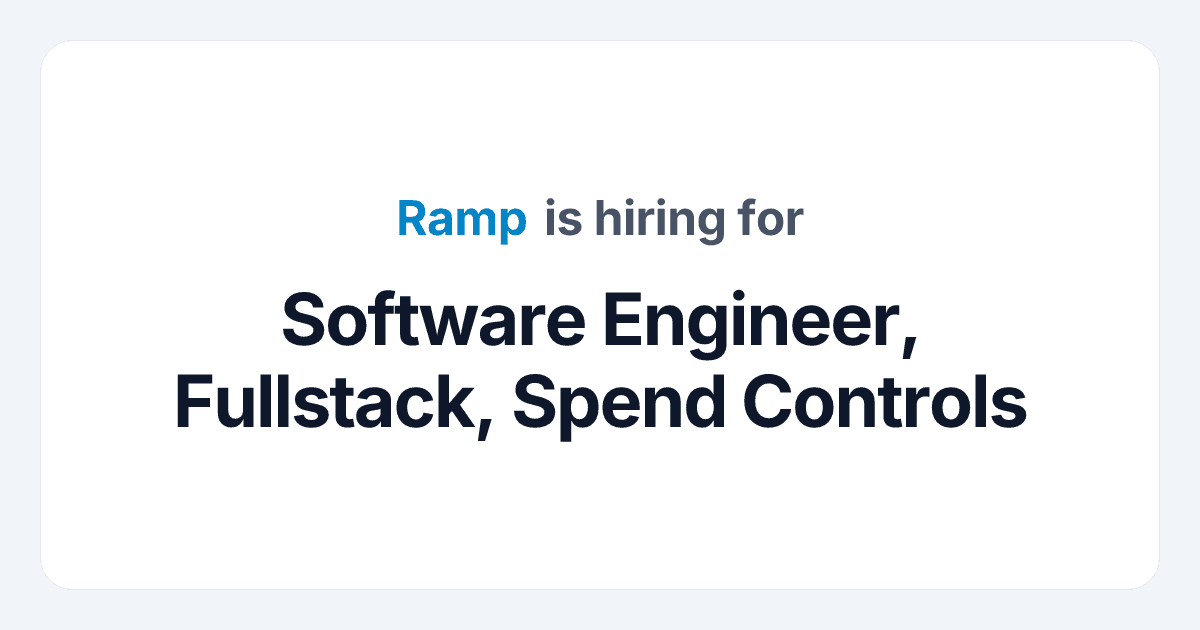 Ramp is hiring for
Software Engineer,
Fullstack, Spend Controls